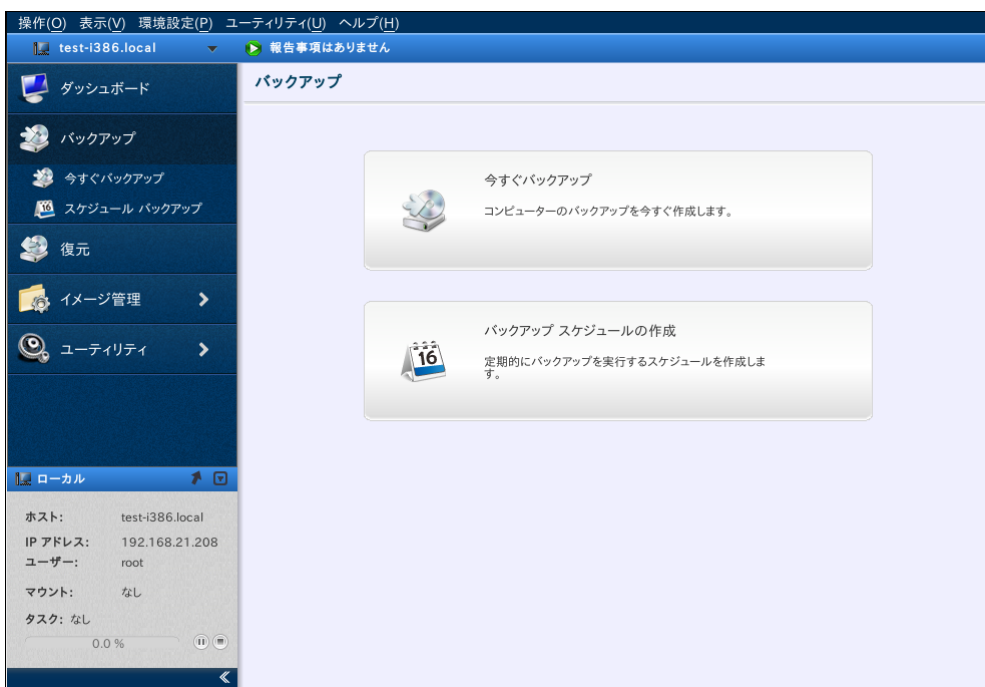 操作(O) 表示(V) 環境設定(P) ユーティリティ(U) ヘルプ(H)
test-i386.local
報告事項はありません
ダッシュボード
バックアップ
今すぐバックアップ
16
スケジュール バックアップ
復元
イメージ管理
ユーティリティ
ローカル
ホスト: test-i386.local
IP アドレス: 192.168.21.208
ユーザー: root
マウント: なし
タスク: なし
0.0 %
バックアップ
今すぐバックアップ
コンピューターのバックアップを今すぐ作成します。
16
バックアップ スケジュールの作成
定期的にバックアップを実行するスケジュールを作成しま
す。